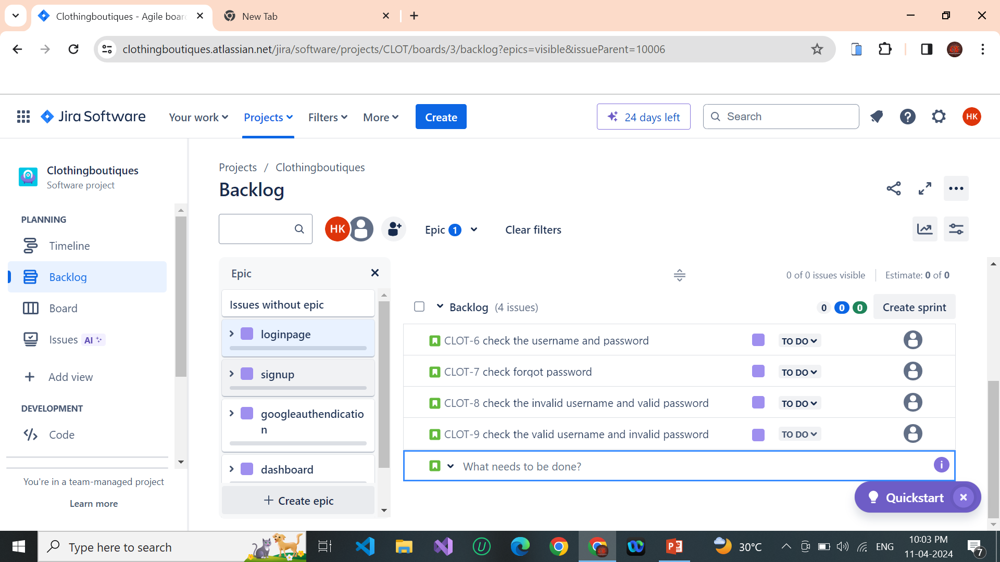 Clothingboutiques - Agile boar
New Tab
clothingboutiques.atlassian.net/jira/software/projects/CLOT/boards/3/backlog?epics=visible&issueParent=10006
Jira Software
Your work
Projects
Filters
More
Create
24 days left
Search
HK
Clothingboutiques
Software project
PLANNING
Timeline
Backlog
Board
Issues AI
Add view
DEVELOPMENT
Code
You're in a team-managed project
Learn more
Projects / Clothingboutiques
Backlog
HK
Epic 1
Clear filters
Epic
Issues without epic
loginpage
signup
googleauthendicatio
n
dashboard
+ Create epic
0 of 0 issues visible
Estimate: 0 of 0
Backlog (4 issues)
0 0 0
Create sprint
CLOT-6 check the username and password TO DO
CLOT-7 check forgot password TO DO
CLOT-8 check the invalid username and valid password TO DO
CLOT-9 check the valid username and invalid password TO DO
What needs to be done?
Quickstart
Type here to search
30°C
ENG
10:03 PM
11-04-2024
7